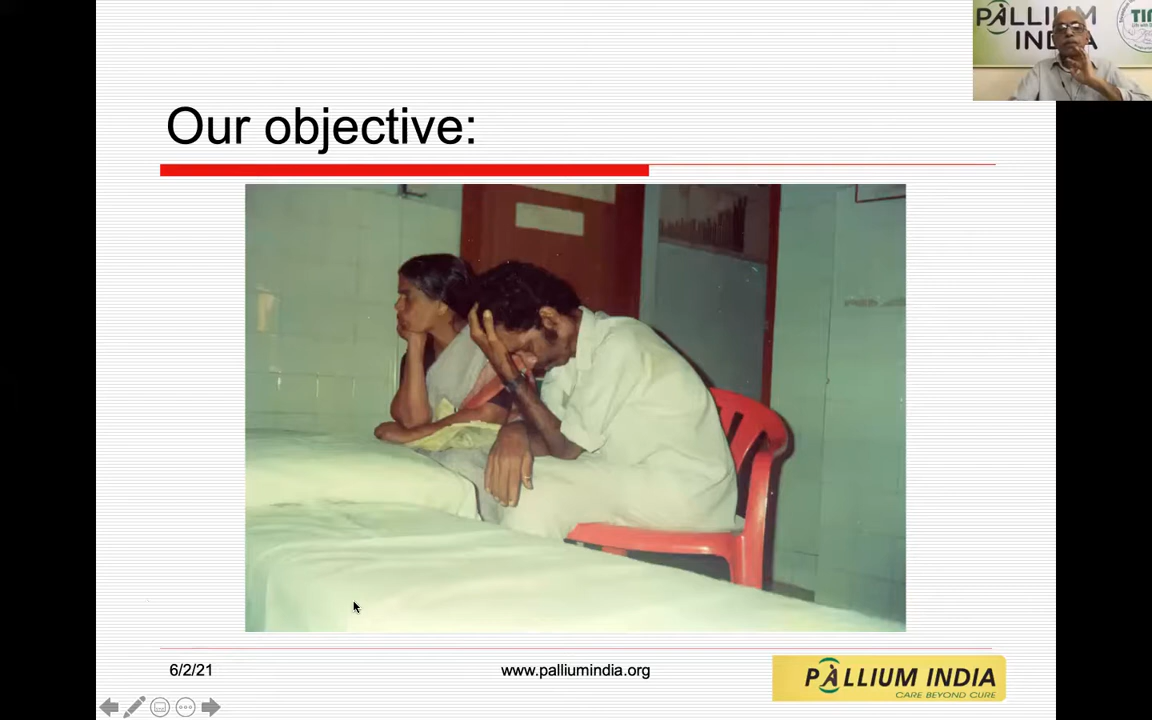 PALLIUM
INDIA
Our objective:
6/2/21
www.palliumindia.org
PALLIUM INDIA
CARE BEYOND CURE